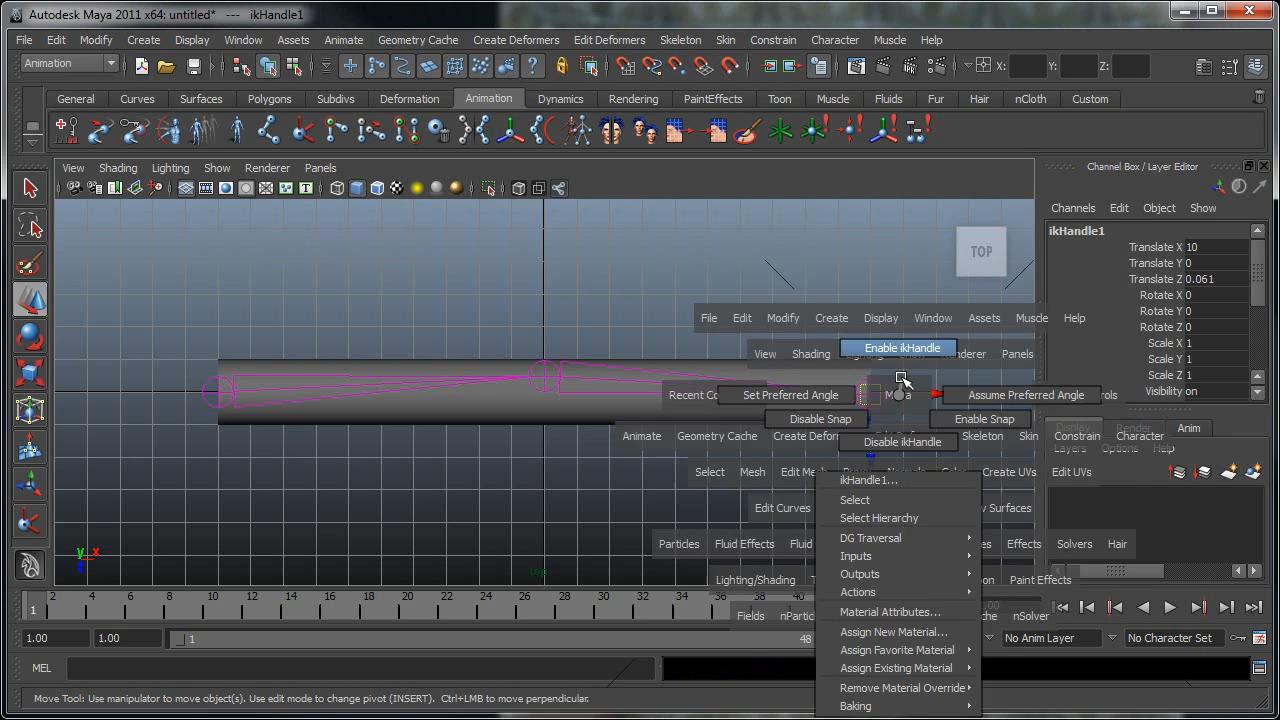 Autodesk Maya 2011 x64: untitled*   ---   ikHandle1
File Edit Modify Create Display Window Assets Animate Geometry Cache Create Deformers Edit Deformers Skeleton Skin Constrain Character Muscle Help
Animation X: Y: Z:
General Curves Surfaces Polygons Subdivs Deformation Animation Dynamics Rendering PaintEffects Toon Muscle Fluids Fur Hair nCloth Custom
View Shading Lighting Show Renderer Panels
Channel Box / Layer Editor
Channels Edit Object Show
ikHandle1
Translate X 10
Translate Y 0
Translate Z 0.061
Rotate X 0
Rotate Y 0
Rotate Z 0
Scale X 1
Scale Y 1
Scale Z 1
Visibility on
TOP
File Edit Modify Create Display Window Assets Muscle Help
Enable ikHandle
View Shading Panels
Set Preferred Angle Assume Preferred Angle
Disable Snap Enable Snap
Disable ikHandle
Animate Geometry Cache Skeleton Skin Constrain Character
Display Render Anim
Layers Options Help
Select Mesh Create UVs Edit UVs
Edit Curves
Particles Fluid Effects Effects Solvers Hair
Lighting/Shading Paint Effects
Fields nSolver
ikHandle1...
Select
Select Hierarchy
DG Traversal
Inputs
Outputs
Actions
Material Attributes...
Assign New Material...
Assign Favorite Material
Assign Existing Material
Remove Material Override
Baking
y x
top
1 2 4 6 8 10 12 14 16 18 20 22 24 26 28 30 32 34 36
1.00 1.00 1 48 No Anim Layer No Character Set
MEL
Move Tool: Use manipulator to move object(s). Use edit mode to change pivot (INSERT). Ctrl+LMB to move perpendicular.